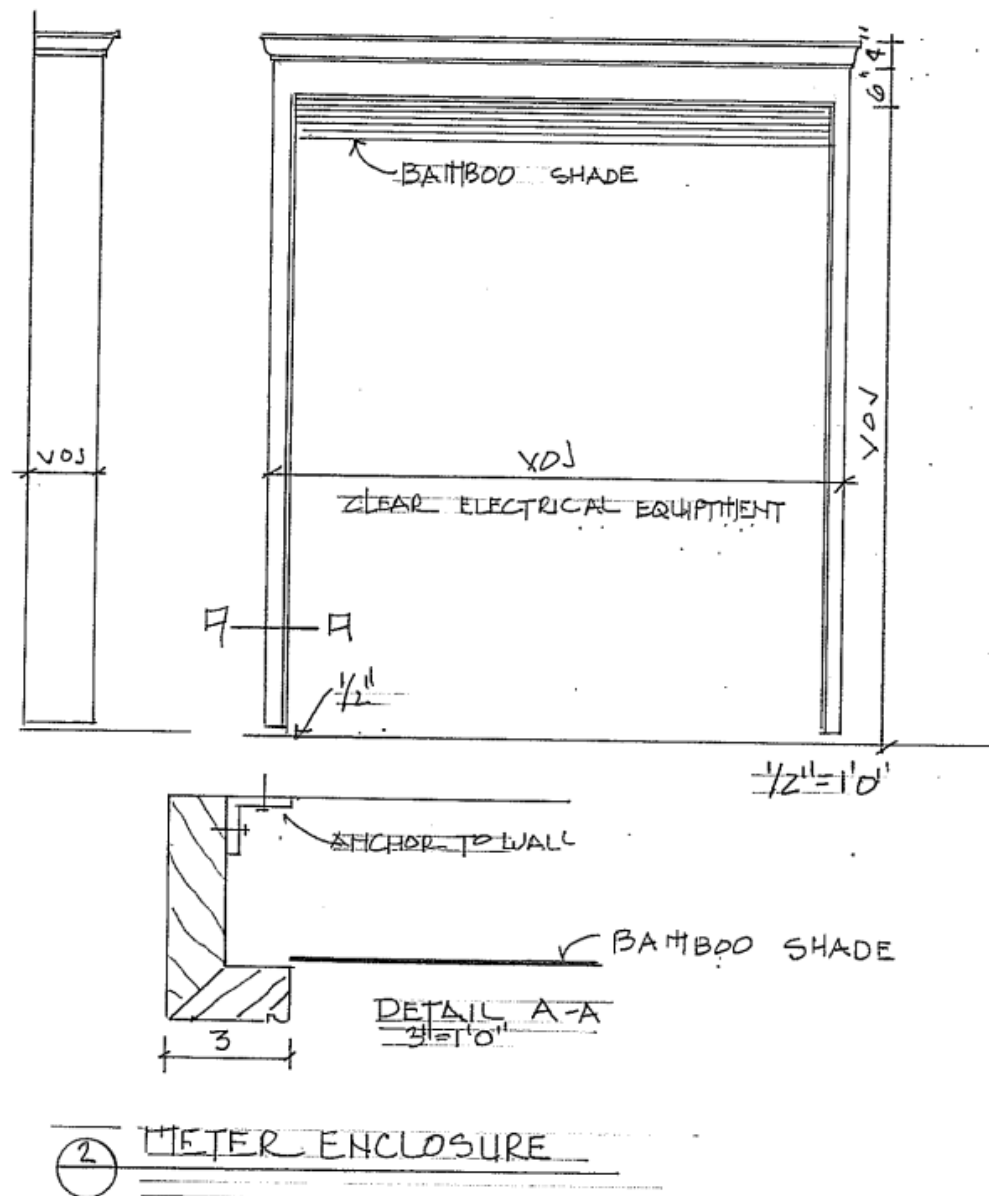 4"
6"
BAMBOO SHADE
VOJ
VOJ
VOJ
CLEAR ELECTRICAL EQUIPTMENT
A A
1/2"
1/2"=1'0"
ANCHOR TO WALL
BAMBOO SHADE
DETAIL A-A
3"=1'0"
3
2 METER ENCLOSURE